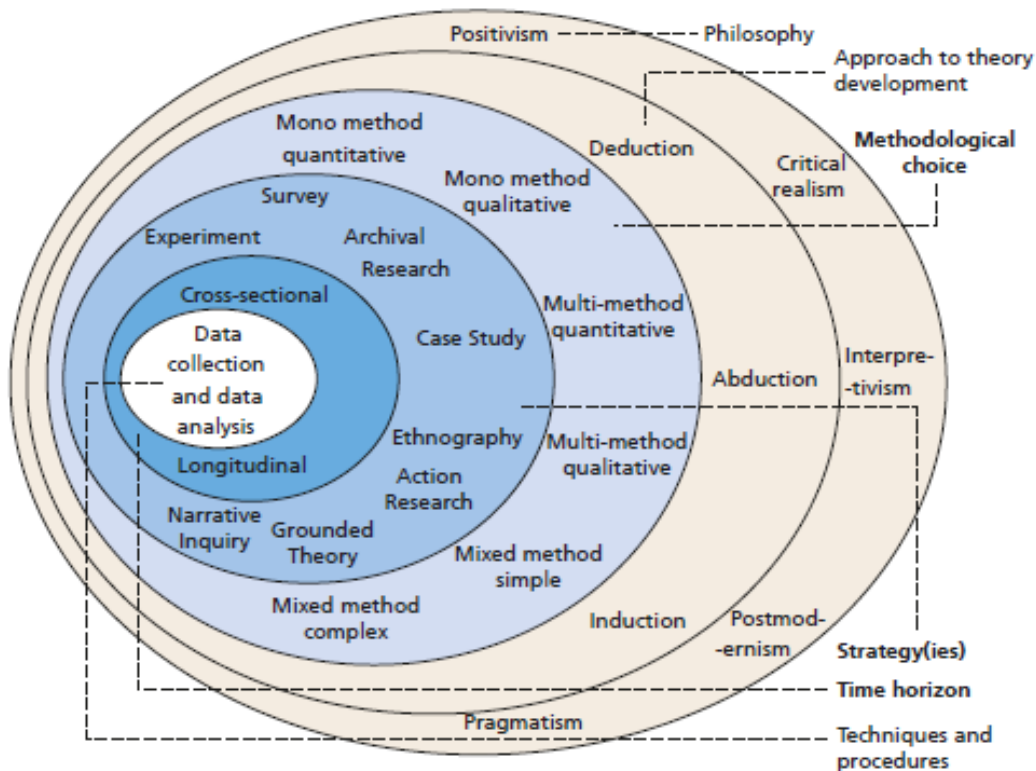 Positivism
Philosophy
Approach to theory
development
Mono method
quantitative
Deduction
Methodological
choice
Mono method
qualitative
Critical
realism
Survey
Experiment
Archival
Research
Cross-sectional
Multi-method
quantitative
Data
collection
and data
analysis
Case Study
Abduction
Interpre-
-tivism
Ethnography
Multi-method
qualitative
Longitudinal
Action
Research
Narrative
Inquiry
Grounded
Theory
Mixed method
simple
Mixed method
complex
Induction
Postmod-
-ernism
Strategy(ies)
Time horizon
Pragmatism
Techniques and
procedures